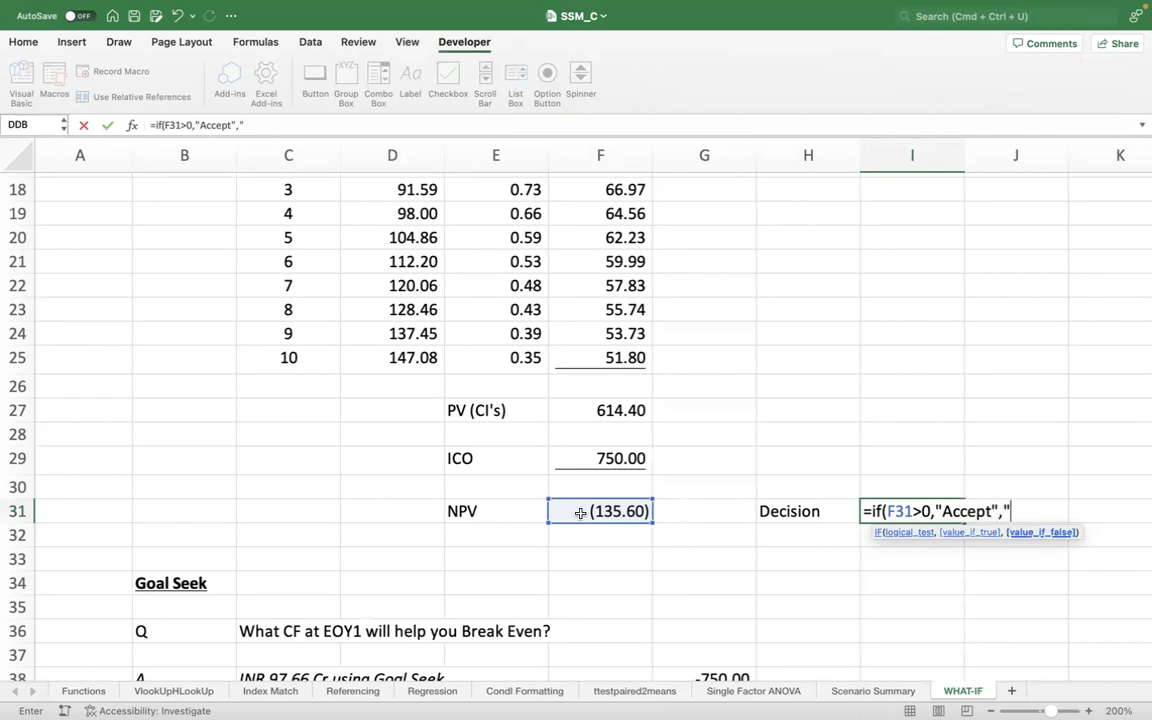 AutoSave OFF ... SSM_C Search (Cmd + Ctrl + U)
Home Insert Draw Page Layout Formulas Data Review View Developer Comments Share
Visual Basic Macros Record Macro Use Relative References Add-ins Excel Add-ins Button Group Box Combo Box Label Checkbox Scroll Bar List Box Option Button Spinner
DDB fx =if(F31>0,"Accept","
A B C D E F G H I J K
18 3 91.59 0.73 66.97
19 4 98.00 0.66 64.56
20 5 104.86 0.59 62.23
21 6 112.20 0.53 59.99
22 7 120.06 0.48 57.83
23 8 128.46 0.43 55.74
24 9 137.45 0.39 53.73
25 10 147.08 0.35 51.80
26
27 PV (CI's) 614.40
28
29 ICO 750.00
30
31 NPV (135.60) Decision =if(F31>0,"Accept","
32 IF(logical_test, [value_if_true], [value_if_false])
33
34 Goal Seek
35
36 Q What CF at EOY1 will help you Break Even?
37
38 A INR 97.66 Cr using Goal Seek -750.00
Functions VlookUpHLookUp Index Match Referencing Regression Condl Formatting ttestpaired2means Single Factor ANOVA Scenario Summary WHAT-IF
Enter Accessibility: Investigate 200%